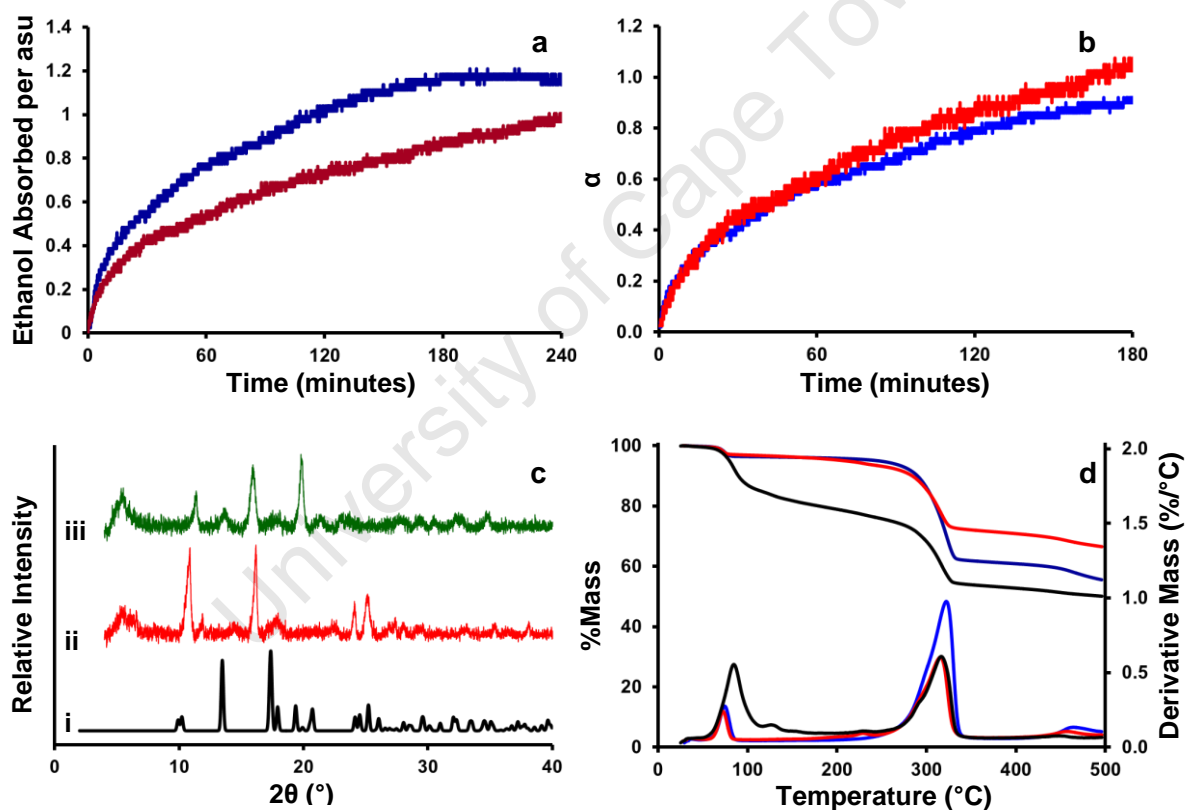 University of Cape Tow
a
Ethanol Absorbed per asu
1.4
1.2
1
0.8
0.6
0.4
0.2
0
0
60
120
180
240
Time (minutes)
b
α
1.0
0.8
0.6
0.4
0.2
0.0
0
60
120
180
Time (minutes)
c
Relative Intensity
iii
ii
i
0
10
20
30
40
2θ (°)
d
%Mass
100
80
60
40
20
0
2.0
1.5
1.0
0.5
0.0
Derivative Mass (%/°C)
0
100
200
300
400
500
Temperature (°C)